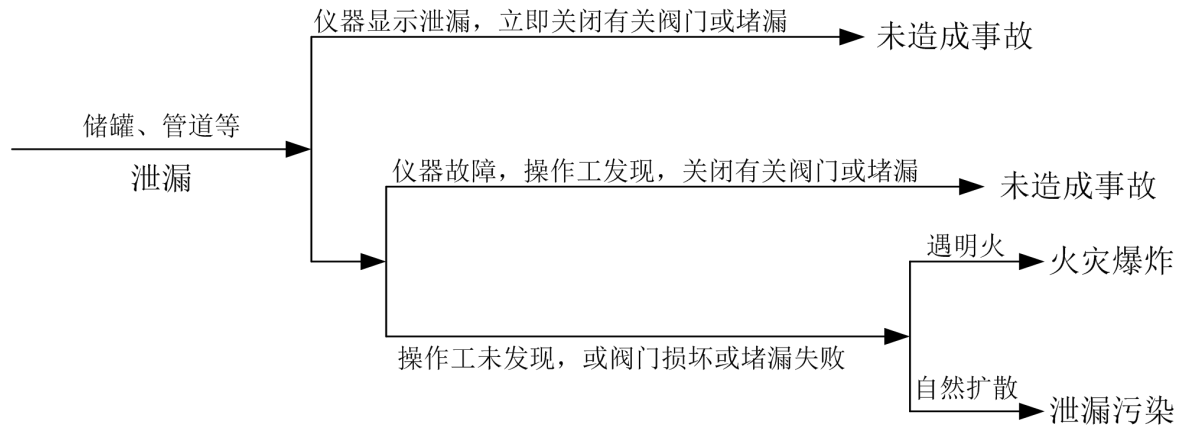 仪器显示泄漏，立即关闭有关阀门或堵漏
未造成事故
储罐、管道等
泄漏
仪器故障，操作工发现，关闭有关阀门或堵漏
未造成事故
遇明火
火灾爆炸
操作工未发现，或阀门损坏或堵漏失败
自然扩散
泄漏污染